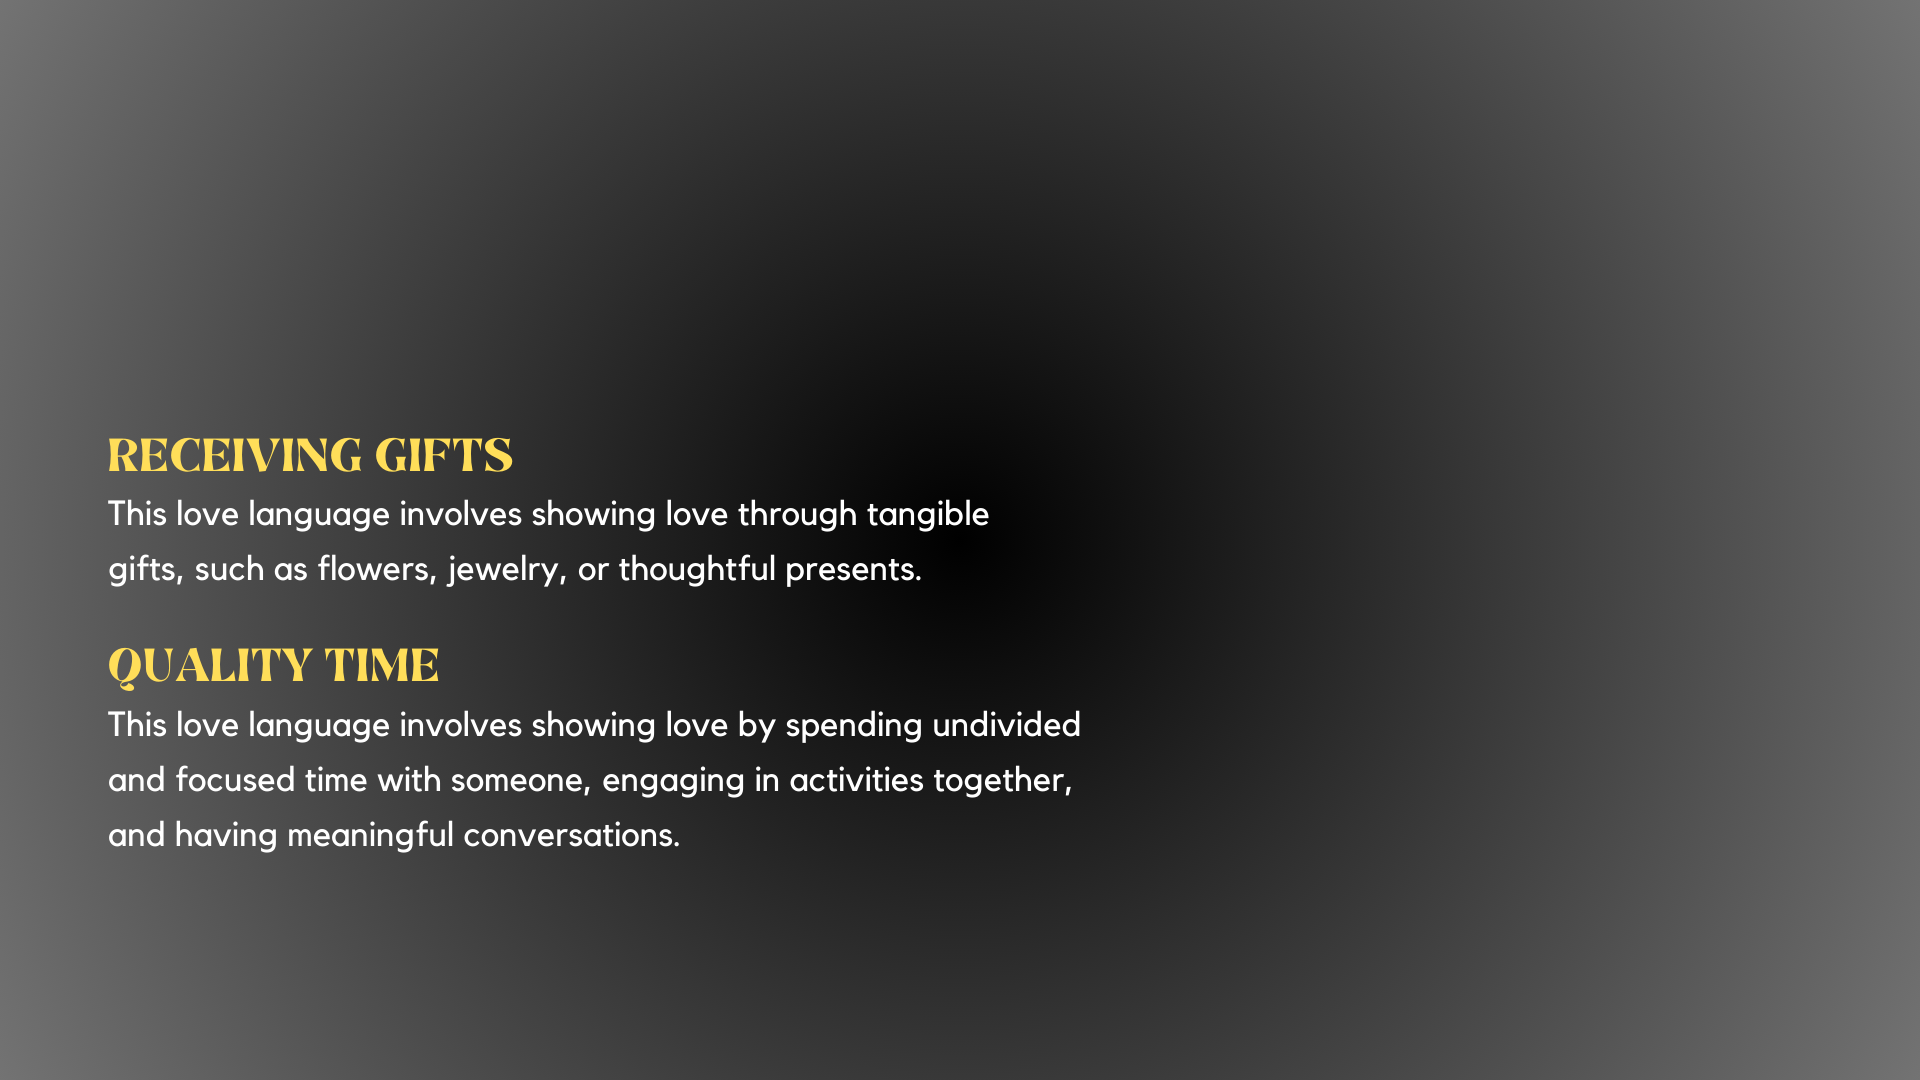 RECEIVING GIFTS
This love language involves showing love through tangible
gifts, such as flowers, jewelry, or thoughtful presents.
QUALITY TIME
This love language involves showing love by spending undivided
and focused time with someone, engaging in activities together,
and having meaningful conversations.